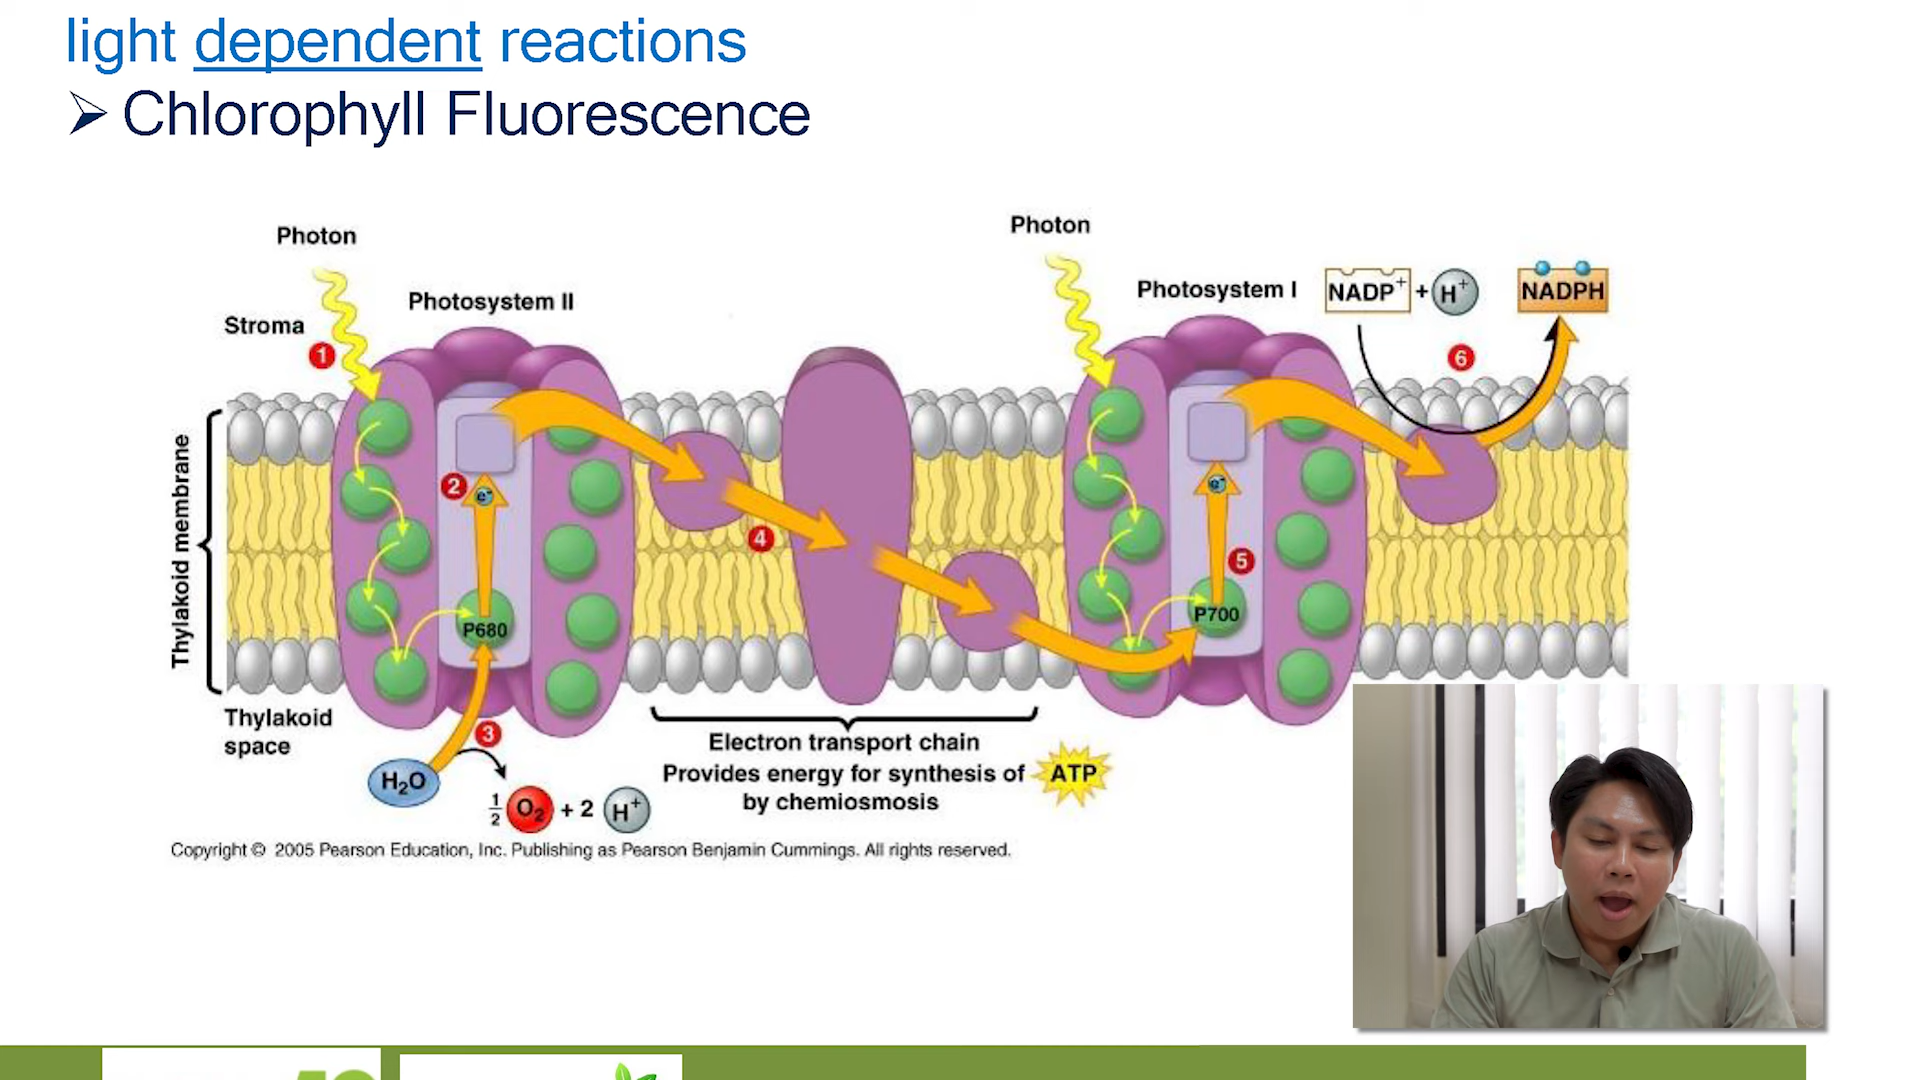 light dependent reactions
➢ Chlorophyll Fluorescence
Photon
Photon
Photosystem II
Photosystem I
NADP+ + H+
NADPH
Stroma
1
6
Thylakoid membrane
2
e-
e-
4
5
P680
P700
Thylakoid
space
3
H2O
1/2 O2 + 2 H+
Electron transport chain
Provides energy for synthesis of
by chemiosmosis
ATP
Copyright © 2005 Pearson Education, Inc. Publishing as Pearson Benjamin Cummings. All rights reserved.